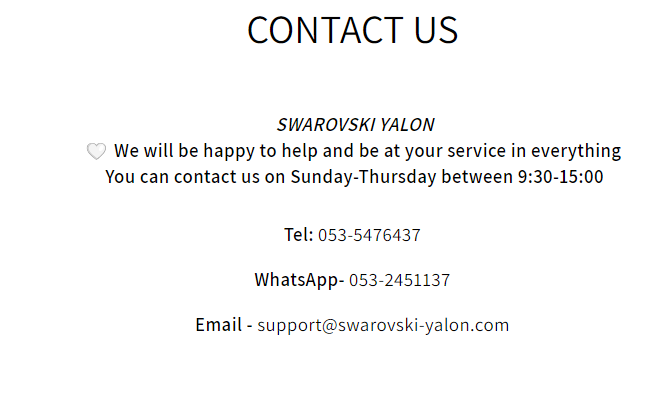 CONTACT US
SWAROVSKI YALON
🤍 We will be happy to help and be at your service in everything
You can contact us on Sunday-Thursday between 9:30-15:00
Tel: 053-5476437
WhatsApp- 053-2451137
Email - support@swarovski-yalon.com